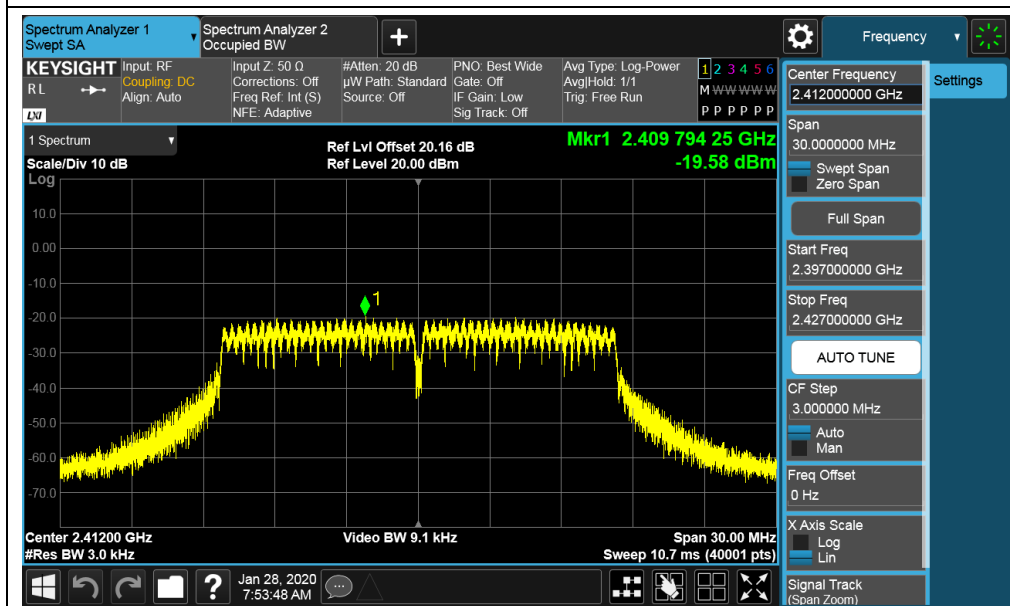 Spectrum Analyzer 1
Swept SA
Spectrum Analyzer 2
Occupied BW
Frequency
KEYSIGHT
RL
LXI
Input: RF
Coupling: DC
Align: Auto
Input Z: 50 Ω
Corrections: Off
Freq Ref: Int (S)
NFE: Adaptive
#Atten: 20 dB
µW Path: Standard
Source: Off
PNO: Best Wide
Gate: Off
IF Gain: Low
Sig Track: Off
Avg Type: Log-Power
Avg|Hold: 1/1
Trig: Free Run
1 2 3 4 5 6
M W W W W W
P P P P P P
1 Spectrum
Scale/Div 10 dB
Log
Ref Lvl Offset 20.16 dB
Ref Level 20.00 dBm
Mkr1 2.409 794 25 GHz
-19.58 dBm
10.0
0.00
-10.0
-20.0
-30.0
-40.0
-50.0
-60.0
-70.0
1
Center 2.41200 GHz
#Res BW 3.0 kHz
Video BW 9.1 kHz
Span 30.00 MHz
Sweep 10.7 ms (40001 pts)
Center Frequency
2.412000000 GHz
Settings
Span
30.0000000 MHz
Swept Span
Zero Span
Full Span
Start Freq
2.397000000 GHz
Stop Freq
2.427000000 GHz
AUTO TUNE
CF Step
3.000000 MHz
Auto
Man
Freq Offset
0 Hz
X Axis Scale
Log
Lin
Signal Track
(Span Zoom)
?
Jan 28, 2020
7:53:48 AM